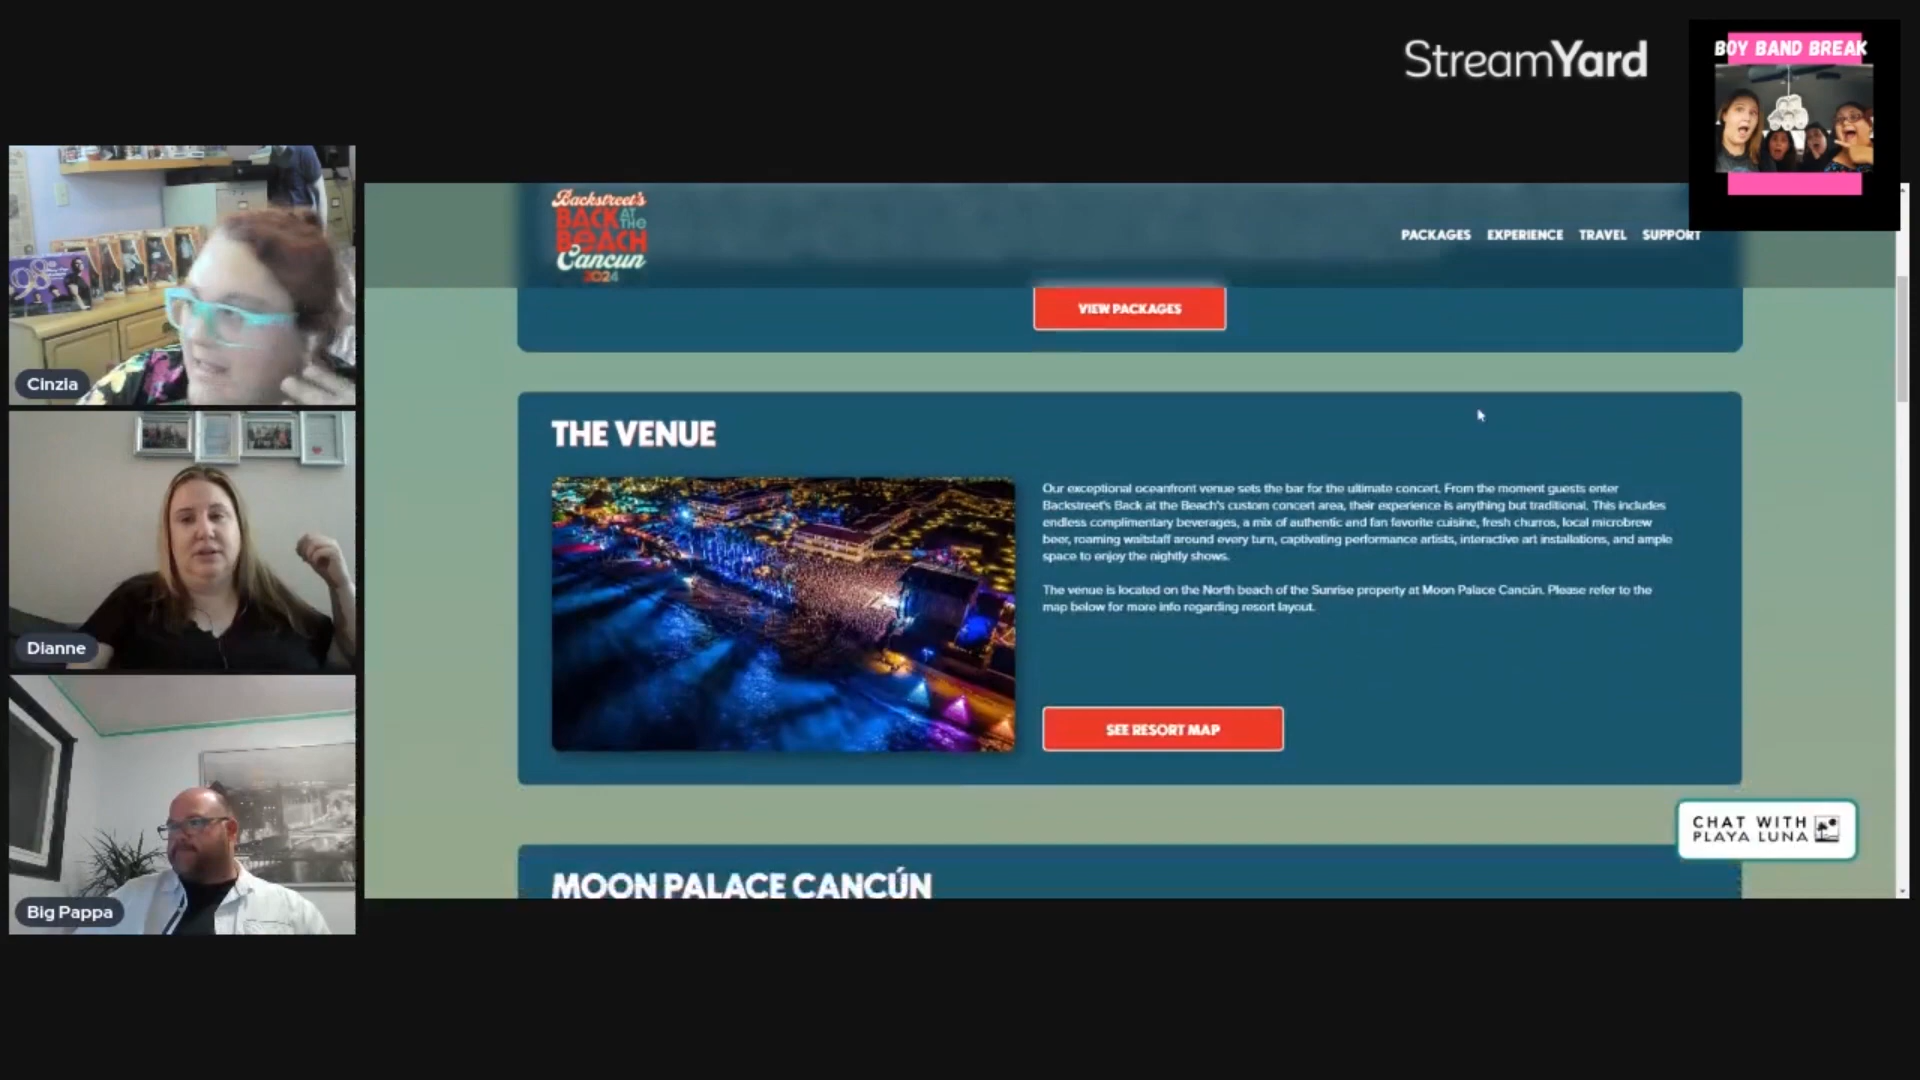 StreamYard
BOY BAND BREAK
Cinzia
Dianne
Big Pappa
Backstreet's
BACK AT THE
BEACH
Cancun
2024
PACKAGES EXPERIENCE TRAVEL SUPPORT
VIEW PACKAGES
THE VENUE
Our exceptional oceanfront venue sets the bar for the ultimate concert. From the moment guests enter
Backstreet's Back at the Beach's custom concert area, their experience is anything but traditional. This includes
endless complimentary beverages, a mix of authentic and fan favorite cuisine, fresh churros, local microbrew
beer, roaming waitstaff around every turn, captivating performance artists, interactive art installations, and ample
space to enjoy the nightly shows.
The venue is located on the North beach of the Sunrise property at Moon Palace Cancún. Please refer to the
map below for more info regarding resort layout.
SEE RESORT MAP
CHAT WITH
PLAYA LUNA
MOON PALACE CANCÚN
98°